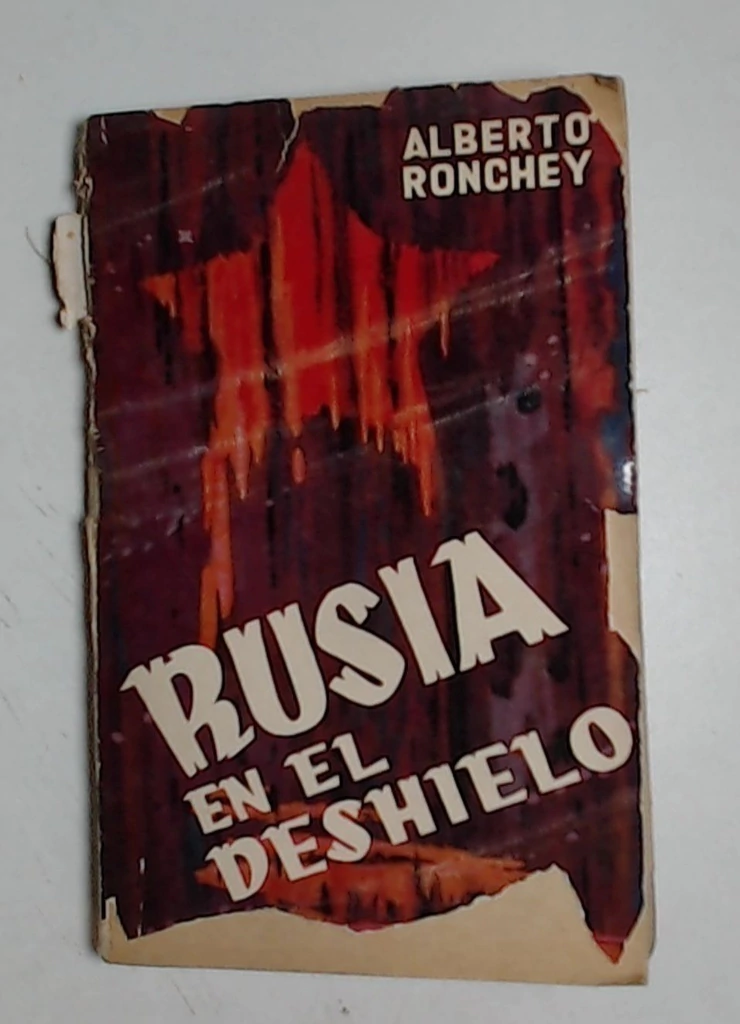 ALBERTO
RONCHEY
RUSIA
EN EL
DESHIELO